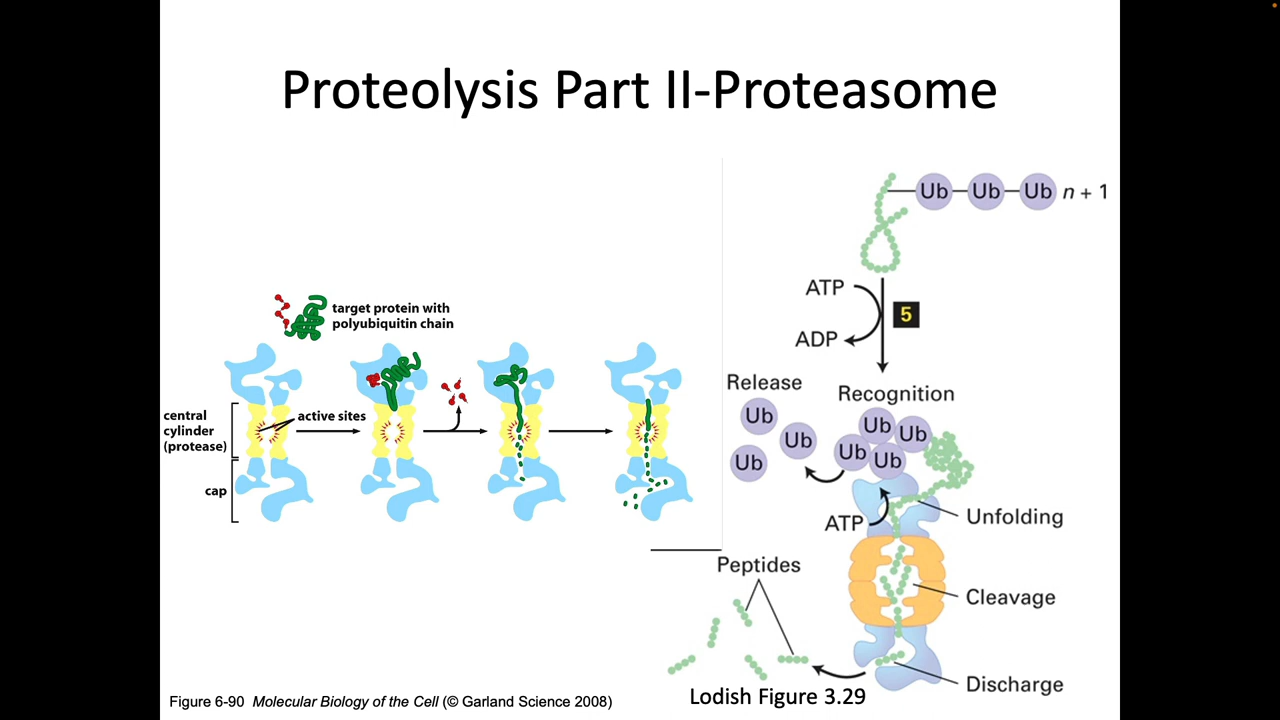 Proteolysis Part II-Proteasome
target protein with
polyubiquitin chain
central
cylinder
(protease)
active sites
cap
Figure 6-90 Molecular Biology of the Cell (© Garland Science 2008)
Ub Ub Ub n + 1
ATP
5
ADP
Release
Recognition
Ub
Ub
Ub
Ub
Ub
Ub
Ub
ATP
Unfolding
Peptides
Cleavage
Discharge
Lodish Figure 3.29